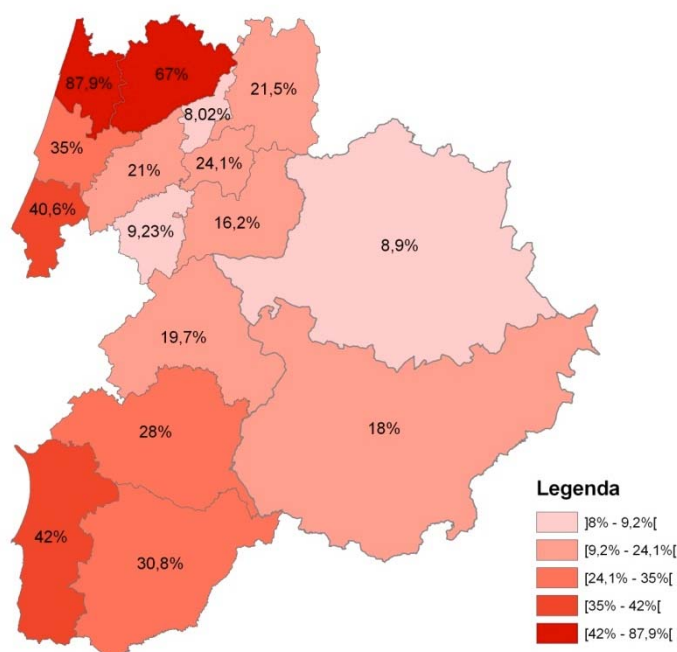 87,9%
67%
21,5%
8,02%
35%
21%
24,1%
40,6%
9,23%
16,2%
8,9%
19,7%
18%
28%
42%
30,8%
Legenda
]8% - 9,2%[
[9,2% - 24,1%[
[24,1% - 35%[
[35% - 42%[
[42% - 87,9%[